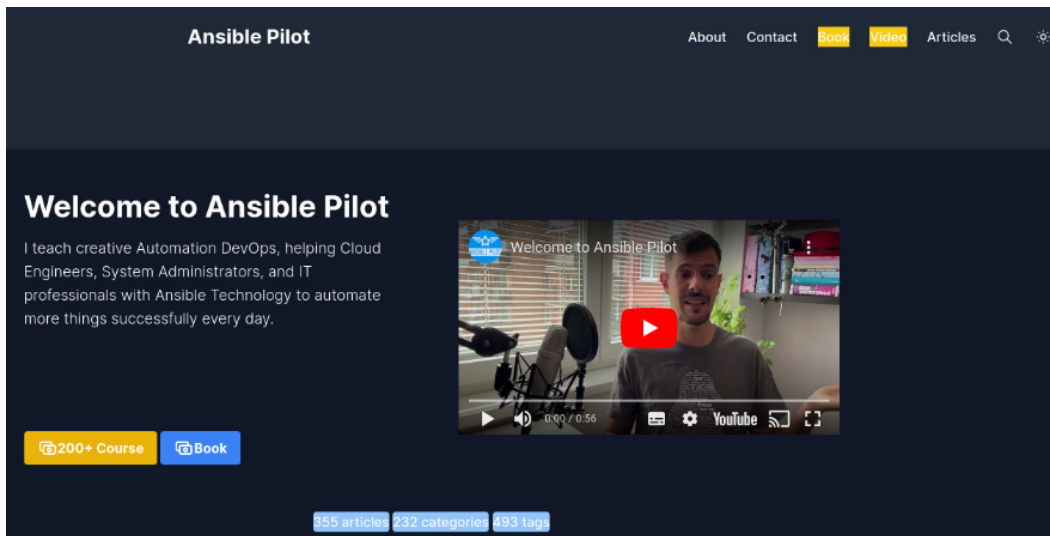 Ansible Pilot
About Contact Book Video Articles
Welcome to Ansible Pilot
I teach creative Automation DevOps, helping Cloud
Engineers, System Administrators, and IT
professionals with Ansible Technology to automate
more things successfully every day.
Welcome to Ansible Pilot
0:00 / 0:56
YouTube
200+ Course Book
355 articles 232 categories 493 tags